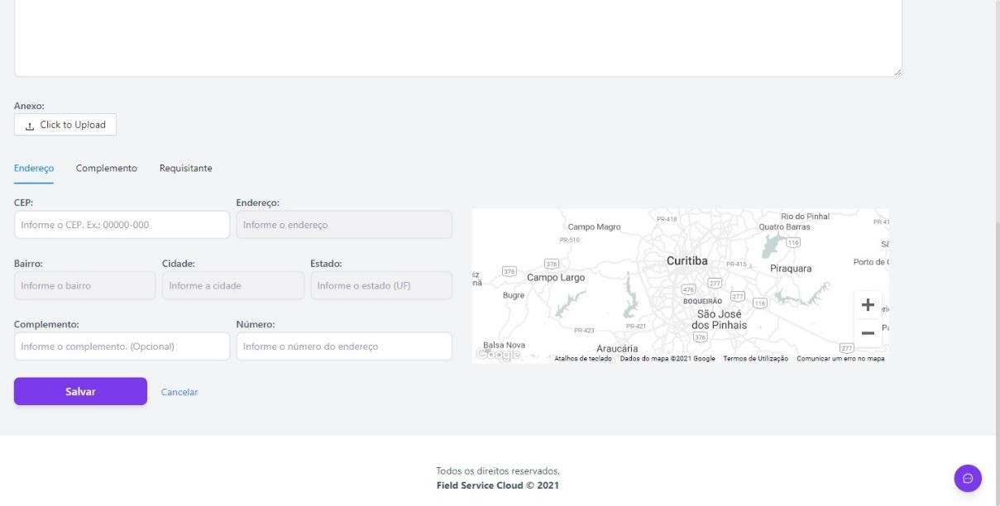 Anexo:
Click to Upload
Endereço Complemento Requisitante
CEP: Endereço:
Informe o CEP. Ex.: 00000-000 Informe o endereço
Bairro: Cidade: Estado:
Informe o bairro Informe a cidade Informe o estado (UF)
Complemento: Número:
Informe o complemento. (Opcional) Informe o número do endereço
Salvar Cancelar
Rio do Pinhal
PR-418
PR-41
Campo Magro
Quatro Barras
PR-510
116
Sã
376
Curitiba
PR-415
Porto de
376
Piraquara
iz
nã
Campo Largo
277
476
Bugre
277
BOQUEIRÃO
116
São José
dos Pinhais
PR-423
PR-421
376
Balsa Nova
Araucária
277
Google
Atalhos de teclado Dados do mapa ©2021 Google Termos de Utilização Comunicar um erro no mapa
Todos os direitos reservados.
Field Service Cloud © 2021